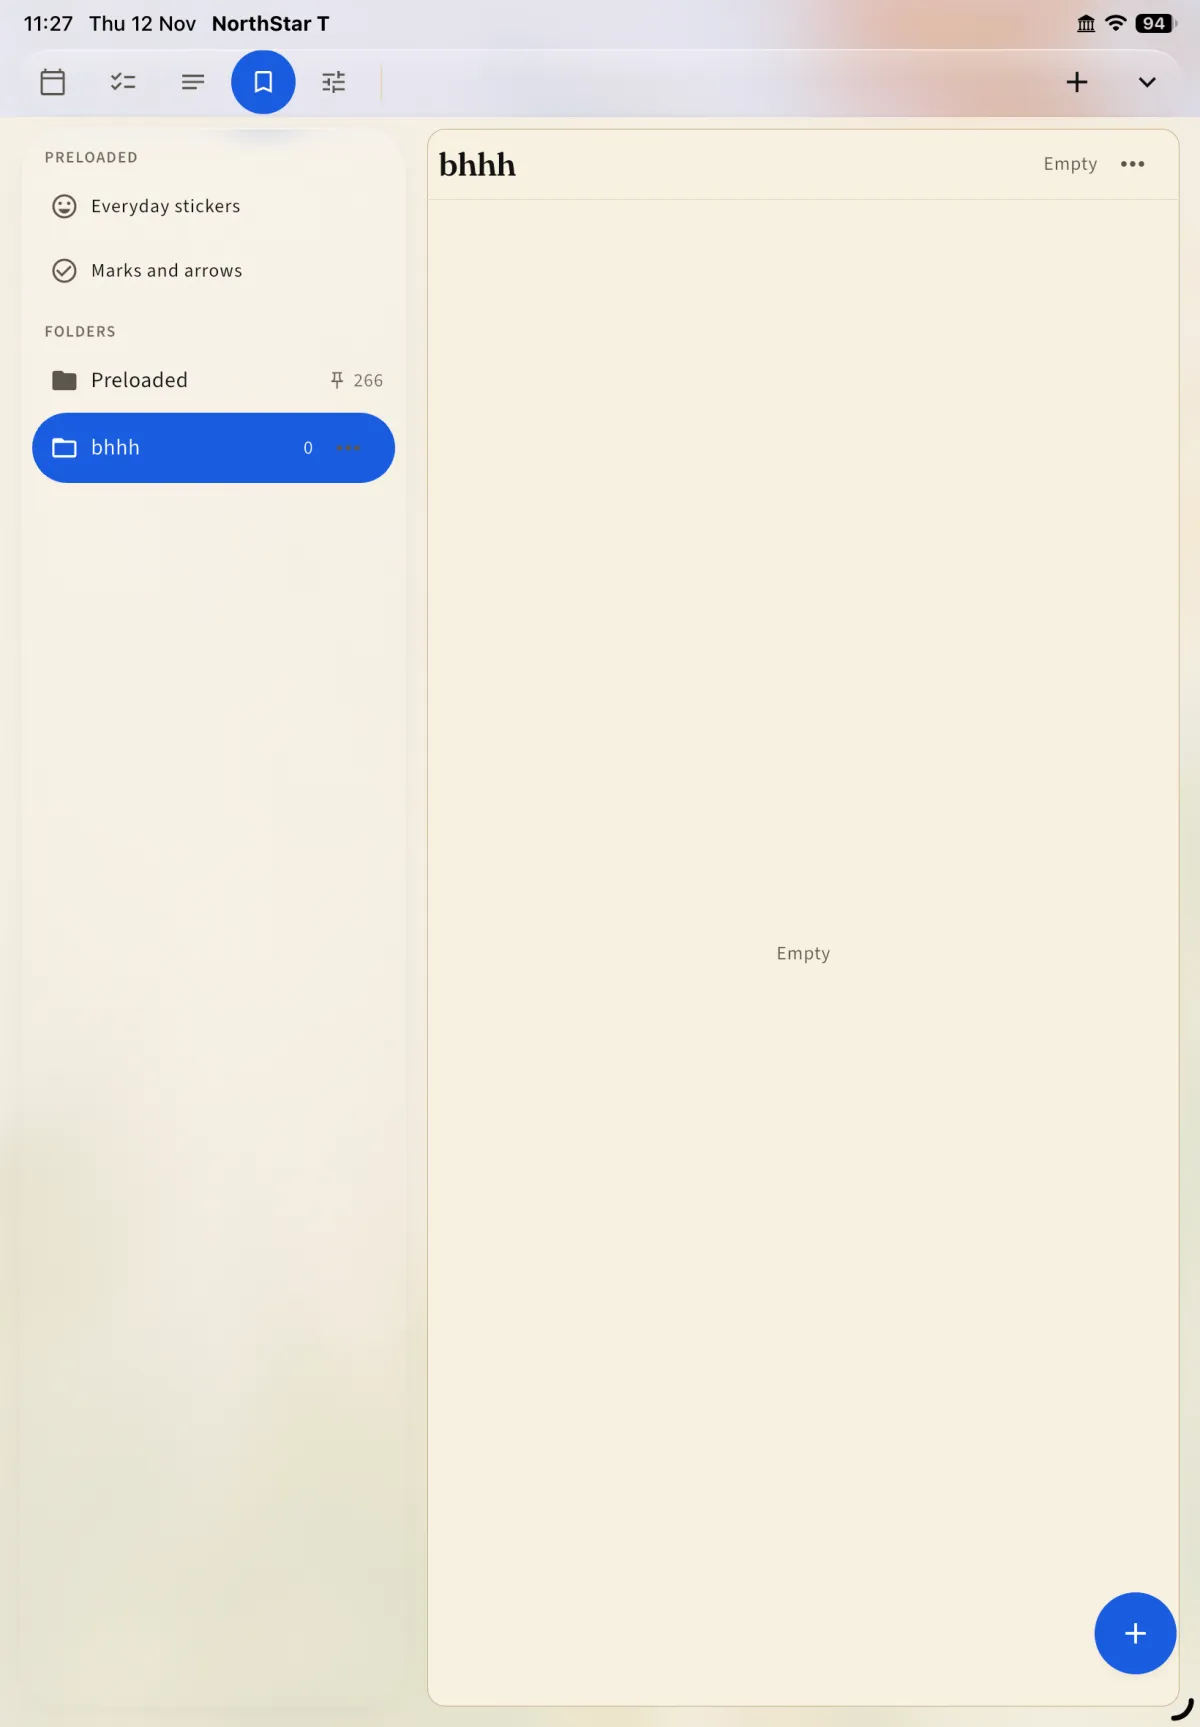 11:27 Thu 12 Nov NorthStar T 94
PRELOADED
Everyday stickers
Marks and arrows
FOLDERS
Preloaded 266
bhhh 0
bhhh Empty
Empty